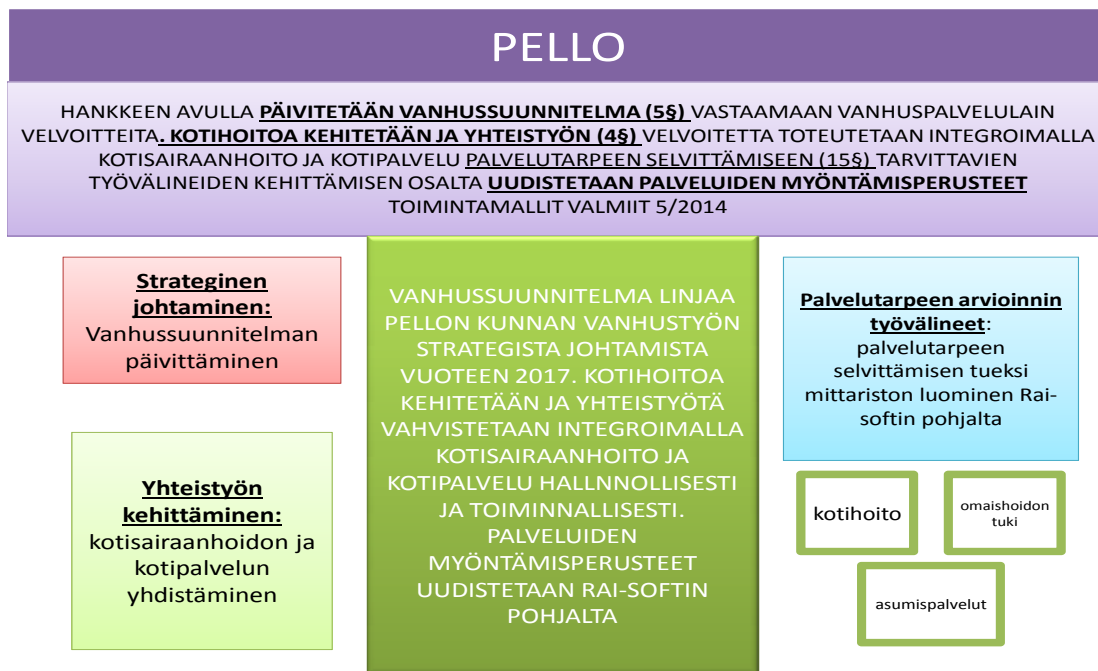 PELLO
HANKKEEN AVULLA PÄIVITETÄÄN VANHUSSUUNNITELMA (5§) VASTAAMAAN VANHUSPALVELULAIN
VELVOITTEITA. KOTIHOITOA KEHITETÄÄN JA YHTEISTYÖN (4§) VELVOITETTA TOTEUTETAAN INTEGROIMALLA
KOTISAIRAANHOITO JA KOTIPALVELU PALVELUTARPEEN SELVITTÄMISEEN (15§) TARVITTAVIEN
TYÖVÄLINEIDEN KEHITTÄMISEN OSALTA UUDISTETAAN PALVELUIDEN MYÖNTÄMISPERUSTEET
TOIMINTAMALLIT VALMIIT 5/2014
Strateginen
johtaminen:
Vanhussuunnitelman
päivittäminen
Yhteistyön
kehittäminen:
kotisairaanhoidon ja
kotipalvelun
yhdistäminen
VANHUSSUUNNITELMA LINJAA
PELLON KUNNAN VANHUSTYÖN
STRATEGISTA JOHTAMISTA
VUOTEEN 2017. KOTIHOITOA
KEHITETÄÄN JA YHTEISTYÖTÄ
VAHVISTETAAN INTEGROIMALLA
KOTISAIRAANHOITO JA
KOTIPALVELU HALLNNOLLISESTI
JA TOIMINNALLISESTI.
PALVELUIDEN
MYÖNTÄMISPERUSTEET
UUDISTETAAN RAI-SOFTIN
POHJALTA
Palvelutarpeen arvioinnin
työvälineet:
palvelutarpeen
selvittämisen tueksi
mittariston luominen Rai-
softin pohjalta
kotihoito
omaishoidon
tuki
asumispalvelut